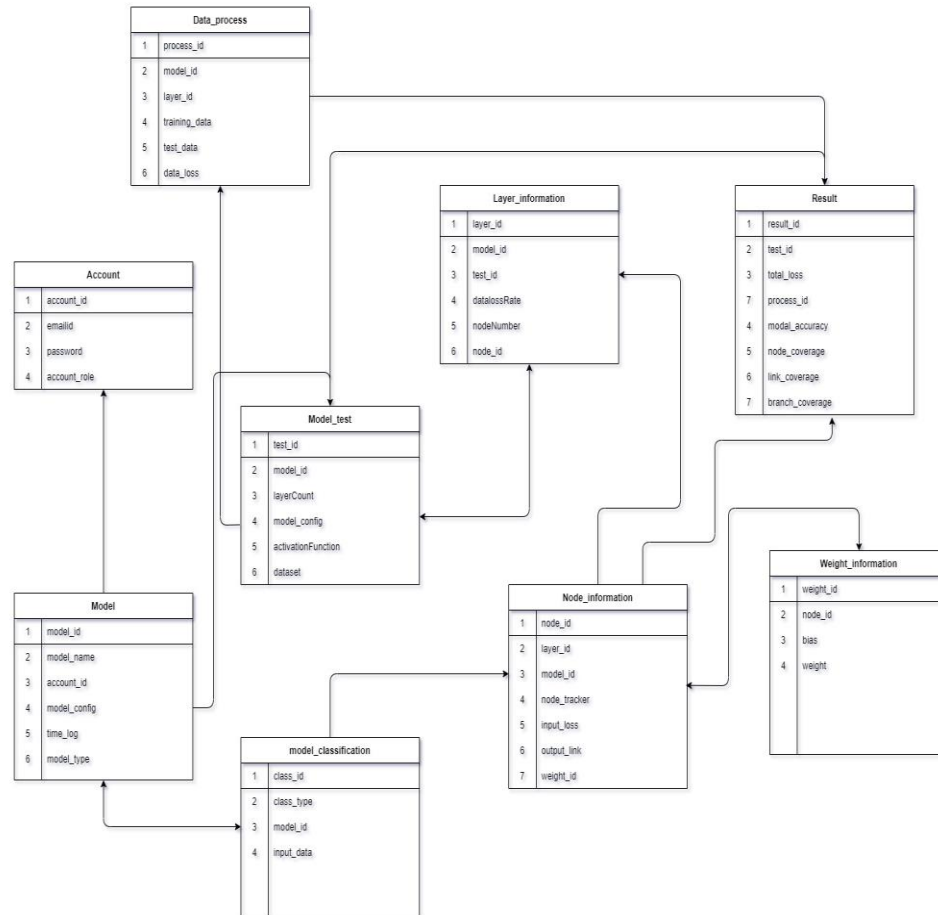 Data_process
1 process_id
2 model_id
3 layer_id
4 training_data
5 test_data
6 data_loss
Layer_information
1 layer_id
2 model_id
3 test_id
4 datalossRate
5 nodeNumber
6 node_id
Result
1 result_id
2 test_id
3 total_loss
7 process_id
4 modal_accuracy
5 node_coverage
6 link_coverage
7 branch_coverage
Account
1 account_id
2 emailid
3 password
4 account_role
Model_test
1 test_id
2 model_id
3 layerCount
4 model_config
5 activationFunction
6 dataset
Weight_information
1 weight_id
2 node_id
3 bias
4 weight
Node_information
1 node_id
2 layer_id
3 model_id
4 node_tracker
5 input_loss
6 output_link
7 weight_id
Model
1 model_id
2 model_name
3 account_id
4 model_config
5 time_log
6 model_type
model_classification
1 class_id
2 class_type
3 model_id
4 input_data